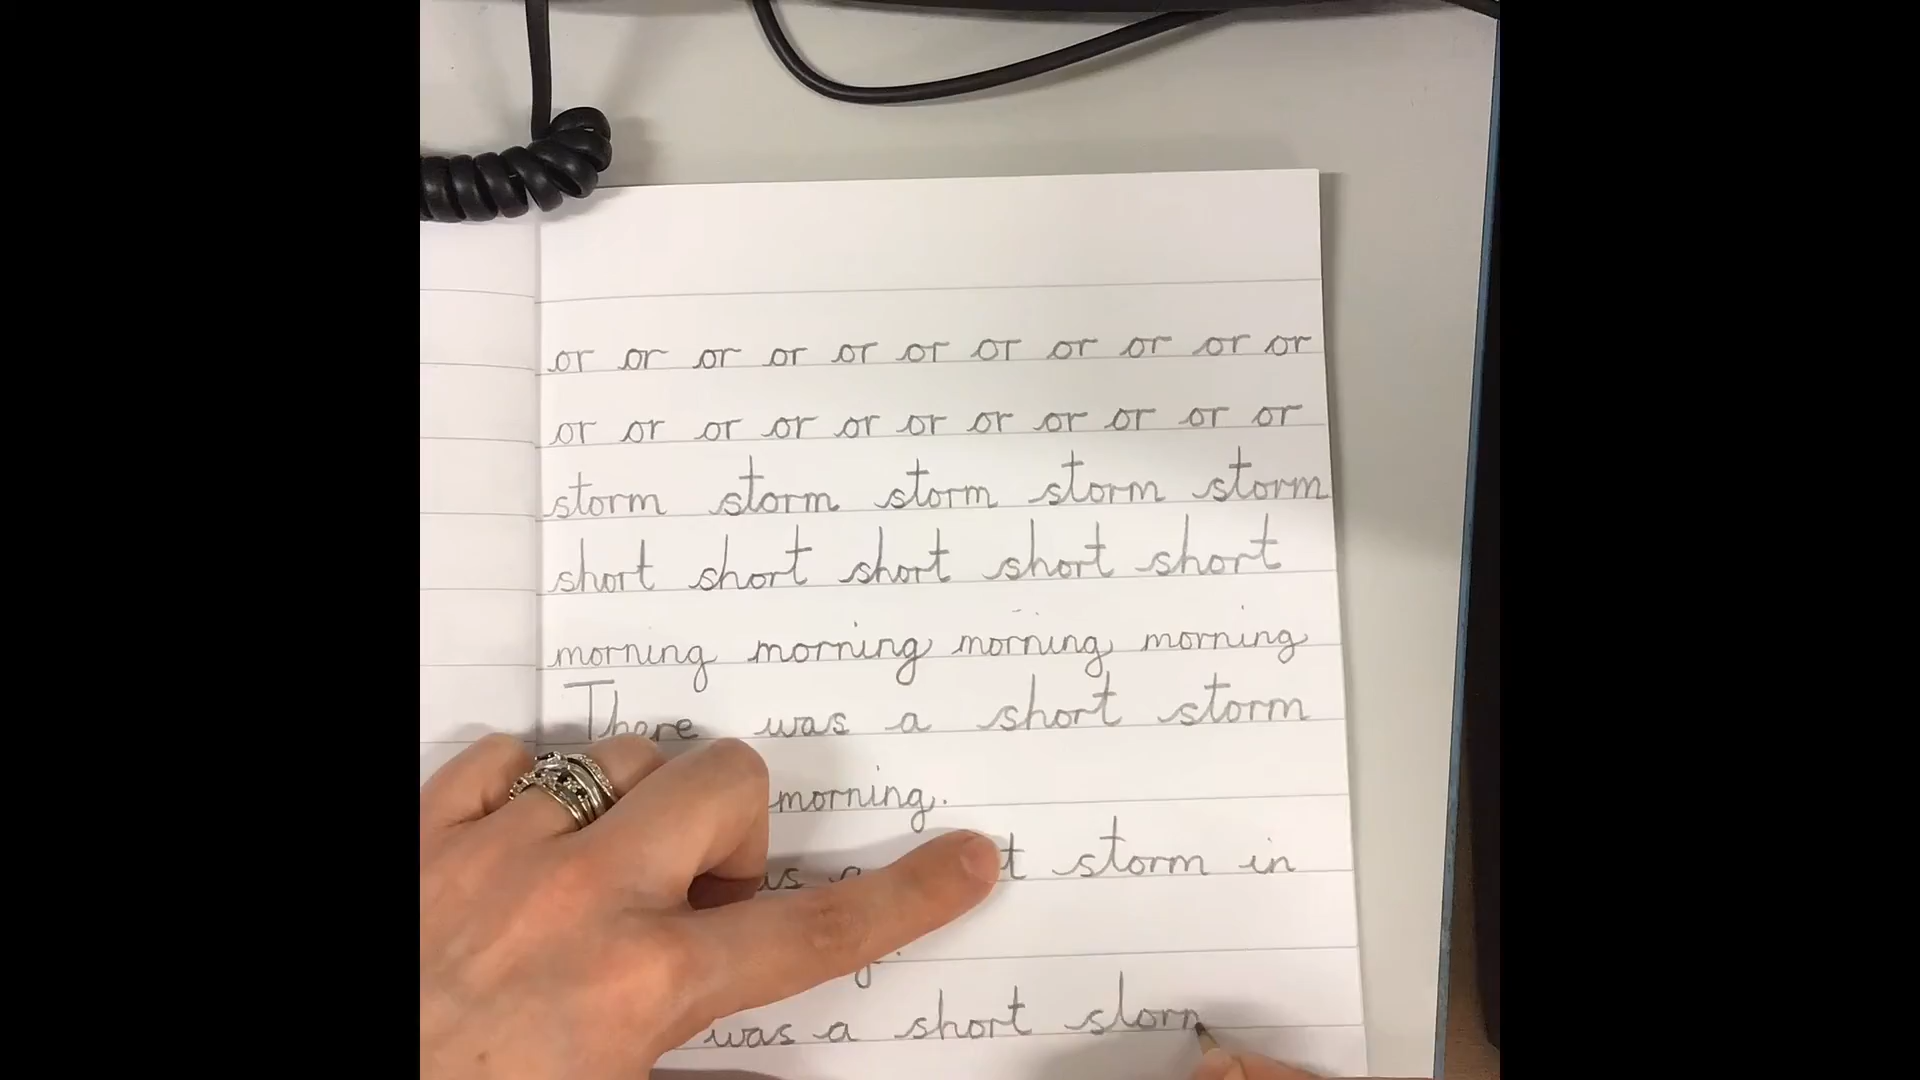 or or or or or or or or or or or
or or or or or or or or or or or
storm storm storm storm storm
short short short short short
morning morning morning morning
There was a short storm
morning.
storm in
was a short